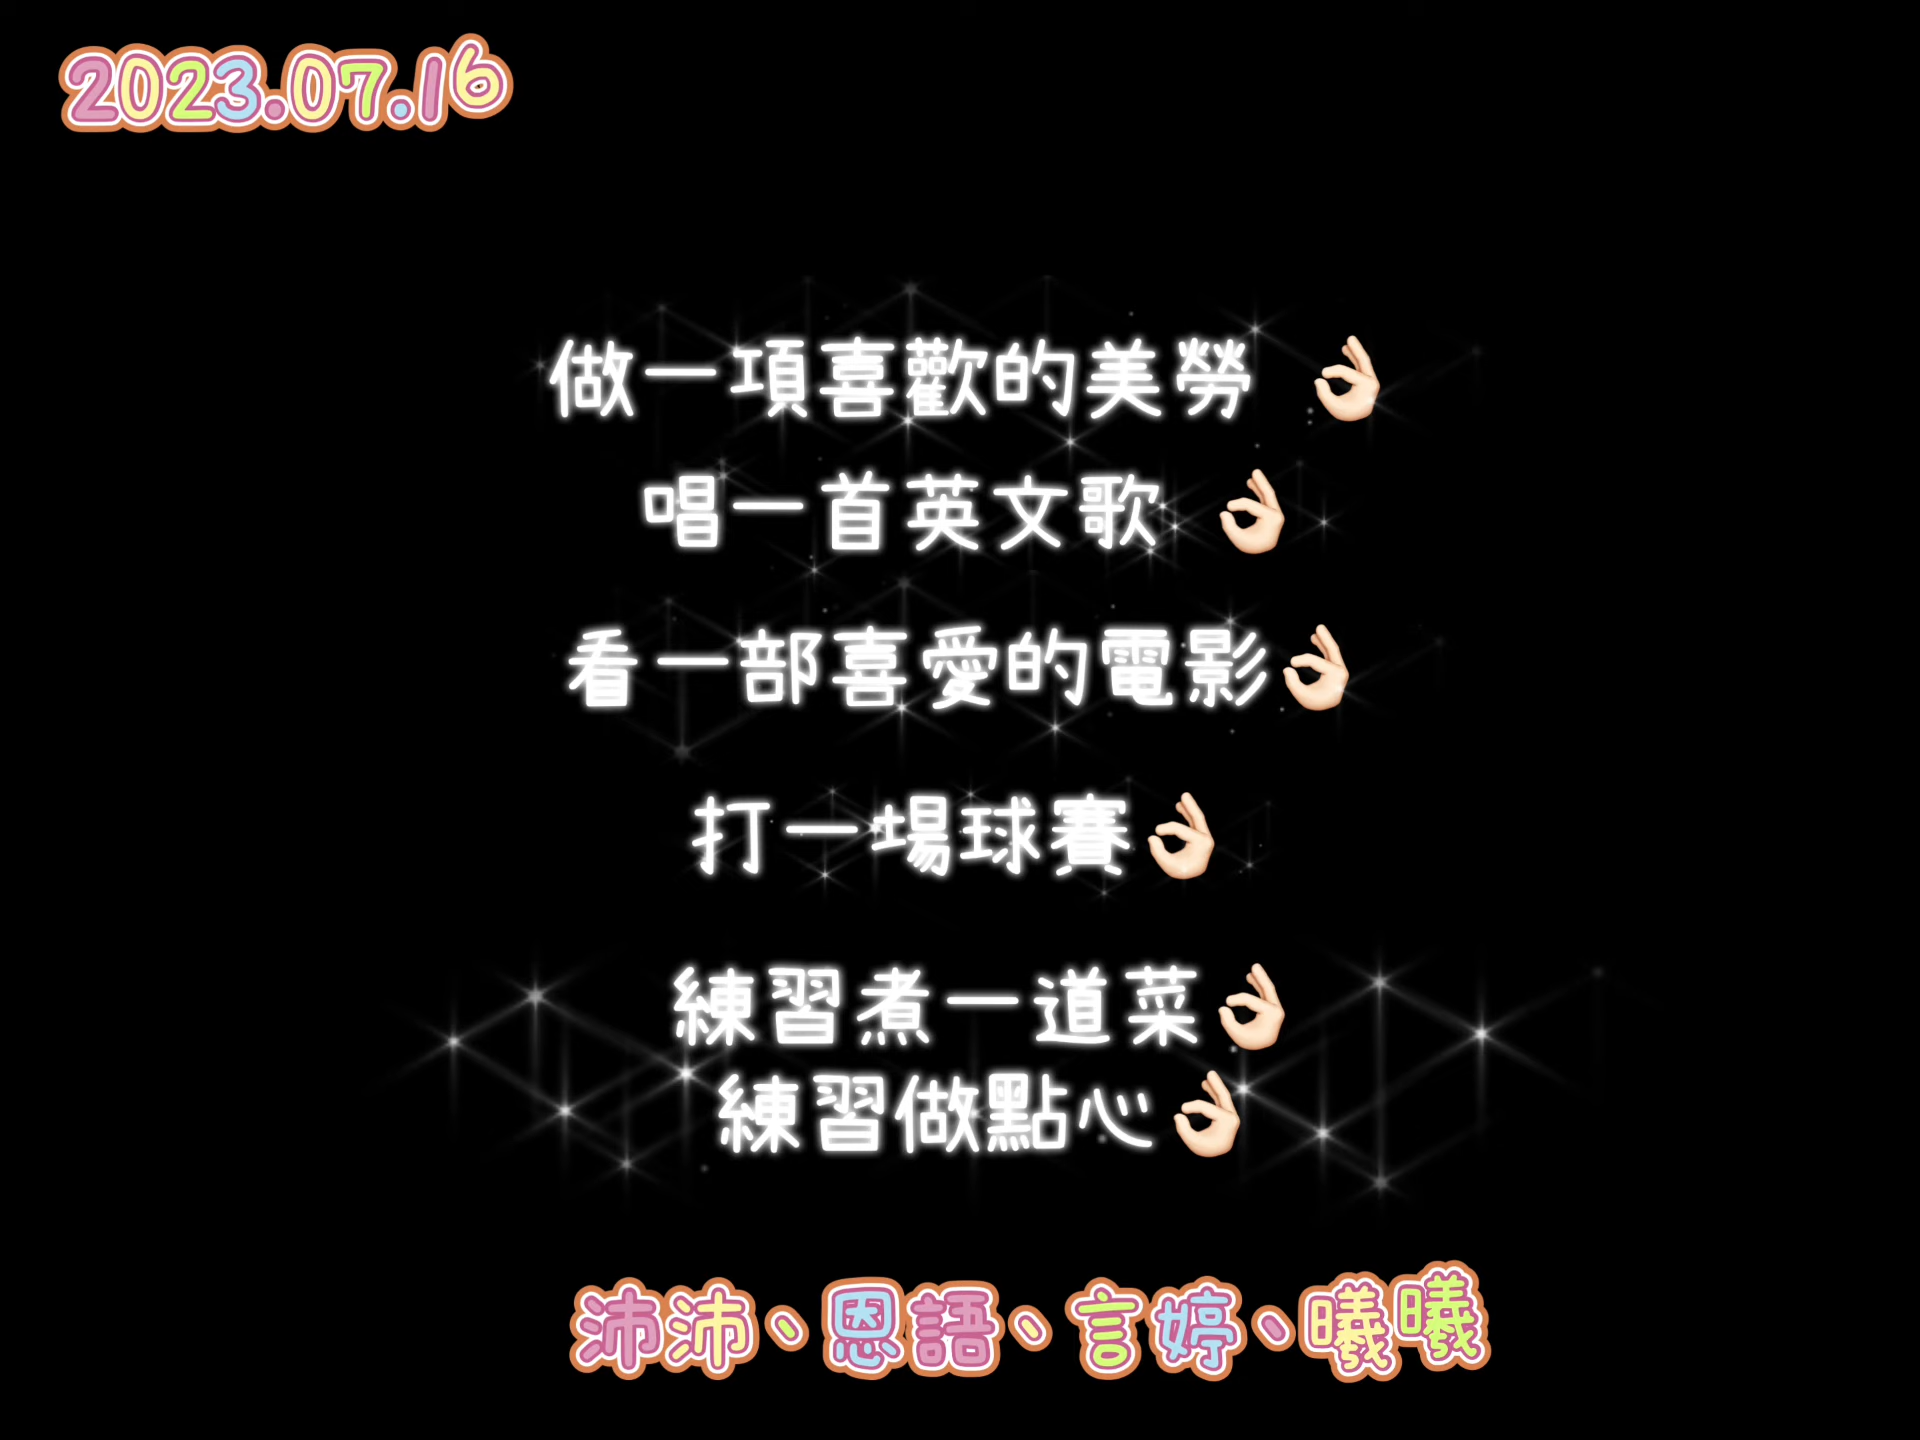 2023.07.16
做一項喜歡的美勞 👌🏻
唱一首英文歌 👌🏻
看一部喜愛的電影👌🏻
打一場球賽👌🏻
練習煮一道菜👌🏻
練習做點心👌🏻
沛沛、恩語、言婷、曦曦